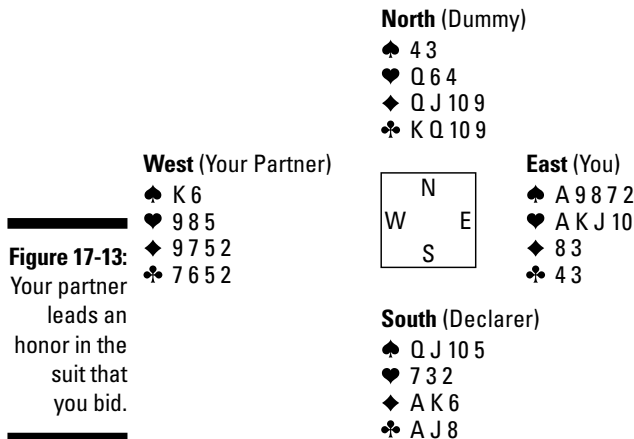 North (Dummy)
♠ 4 3
♥ Q 6 4
♦ Q J 10 9
♣ K Q 10 9
West (Your Partner)
♠ K 6
♥ 9 8 5
♦ 9 7 5 2
♣ 7 6 5 2
N
W E
S
East (You)
♠ A 9 8 7 2
♥ A K J 10
♦ 8 3
♣ 4 3
Figure 17-13:
Your partner
leads an
honor in the
suit that
you bid.
South (Declarer)
♠ Q J 10 5
♥ 7 3 2
♦ A K 6
♣ A J 8